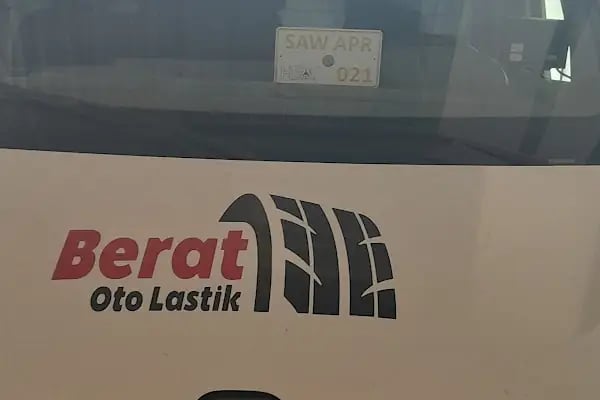 SAW APR
021
Berat
Oto Lastik